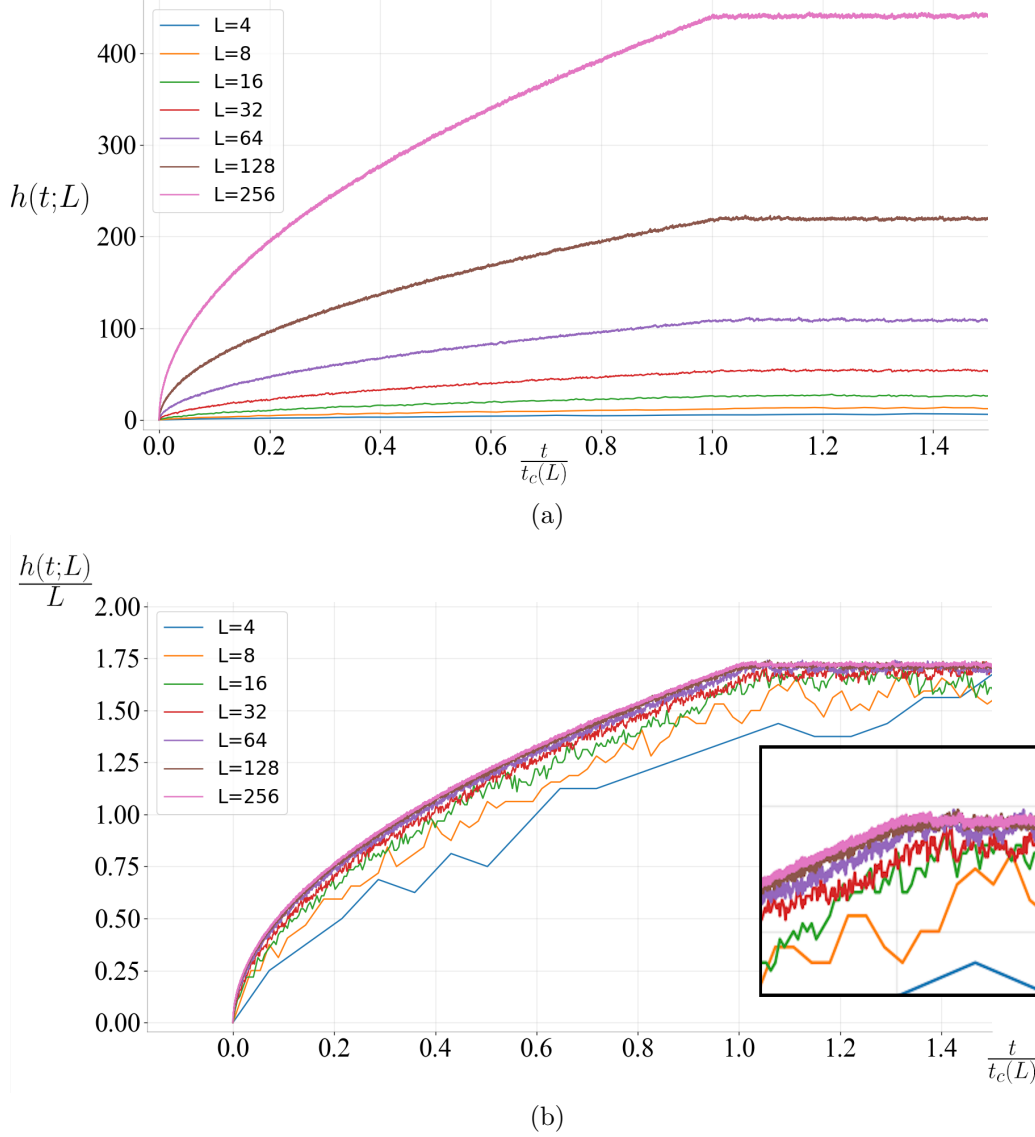 400
300
200
100
0
h(t;L)
L=4
L=8
L=16
L=32
L=64
L=128
L=256
0.0 0.2 0.4 0.6 0.8 1.0 1.2 1.4
t/t_c(L)
(a)
h(t;L)/L
2.00
1.75
1.50
1.25
1.00
0.75
0.50
0.25
0.00
L=4
L=8
L=16
L=32
L=64
L=128
L=256
0.0 0.2 0.4 0.6 0.8 1.0 1.2 1.4
t/t_c(L)
(b)